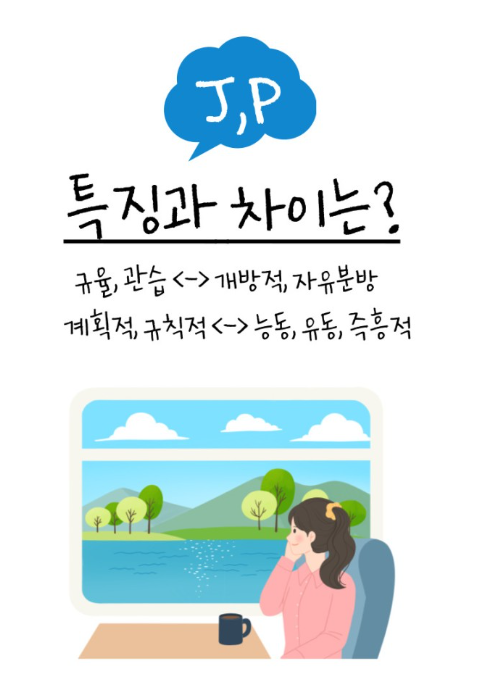 J,P
특징과 차이는?
규율, 관습 <-> 개방적, 자유분방
계획적, 규칙적 <-> 능동, 유동, 즉흥적